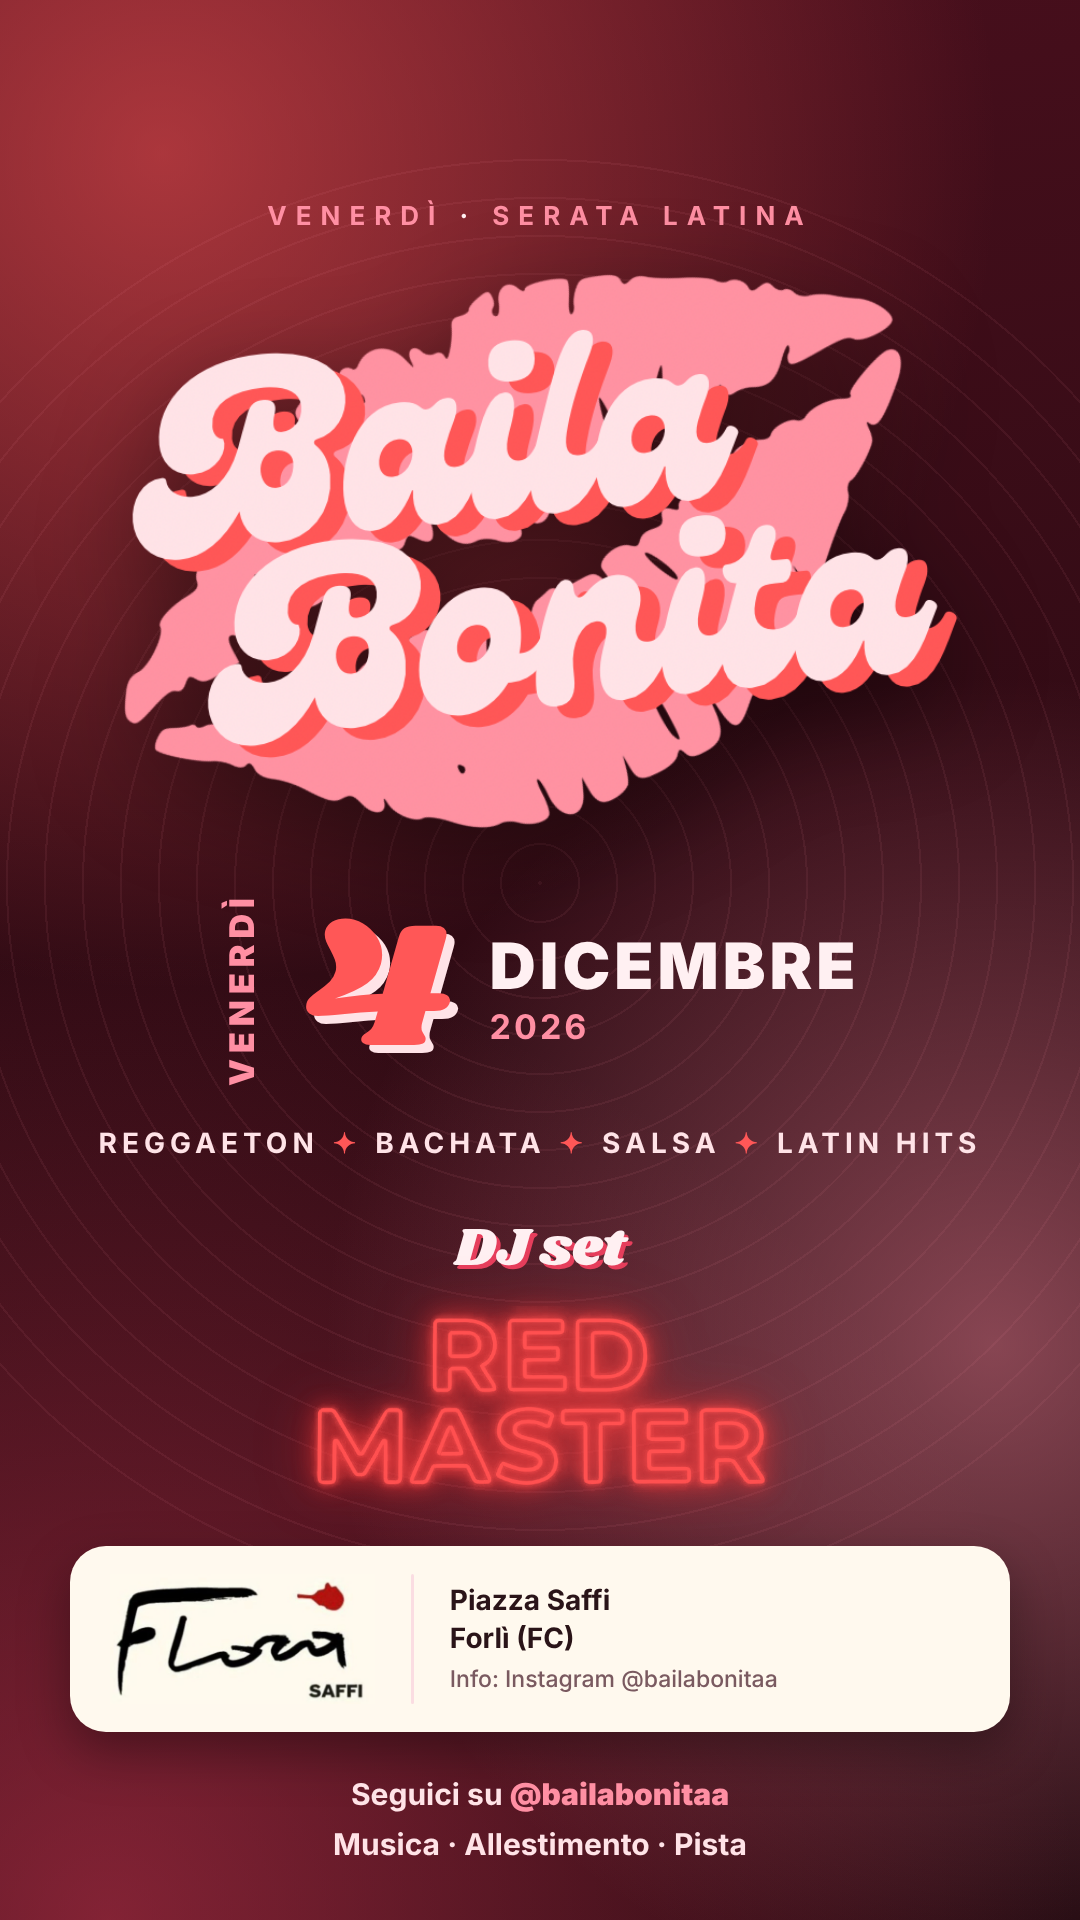 VENERDÌ · SERATA LATINA
Baila
Bonita
VENERDÌ
4
DICEMBRE
2026
REGGAETON ✦ BACHATA ✦ SALSA ✦ LATIN HITS
DJ set
RED
MASTER
Flora
SAFFI
Piazza Saffi
Forlì (FC)
Info: Instagram @bailabonitaa
Seguici su @bailabonitaa
Musica · Allestimento · Pista